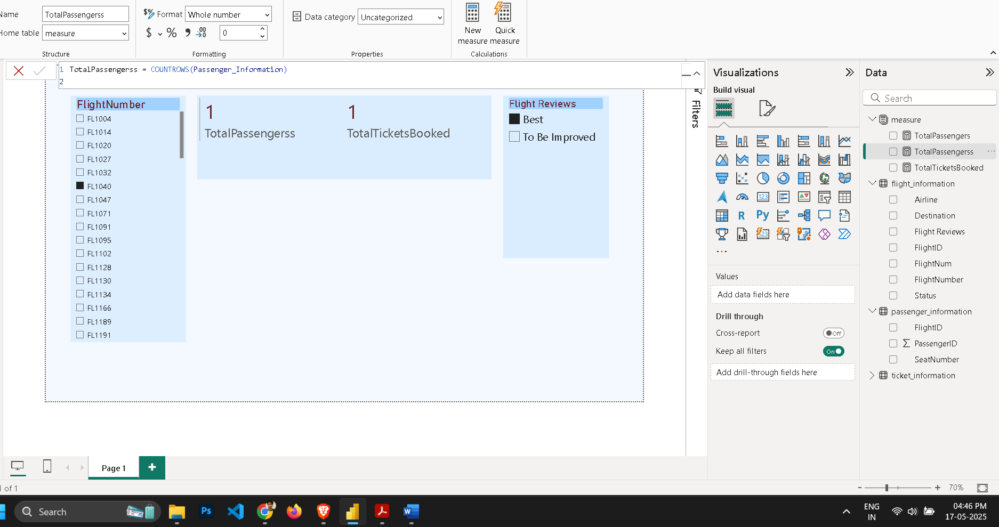 Name
TotalPassengerss
Home table
measure
Structure
$%
Format
Whole number
$
%
,
.00
0
Formatting
Data category
Uncategorized
Properties
New
measure
Quick
measure
Calculations
1 TotalPassengerss = COUNTROWS(Passenger_Information)
2
FlightNumber
FL1004
FL1014
FL1020
FL1027
FL1032
FL1040
FL1047
FL1071
FL1091
FL1095
FL1102
FL1128
FL1130
FL1134
FL1166
FL1189
FL1191
1
TotalPassengerss
1
TotalTicketsBooked
Flight Reviews
Best
To Be Improved
Filters
Visualizations
Build visual
123
R
Py
123
...
Values
Add data fields here
Drill through
Cross-report
Off
Keep all filters
On
Add drill-through fields here
Data
Search
measure
TotalPassengers
TotalPassengerss
...
TotalTicketsBooked
flight_information
Airline
Destination
Flight Reviews
FlightID
FlightNum
FlightNumber
Status
passenger_information
FlightID
PassengerID
SeatNumber
ticket_information
Page 1
1 of 1
- + 70%
Search
Ps
W
ENG
IN
04:46 PM
17-05-2025